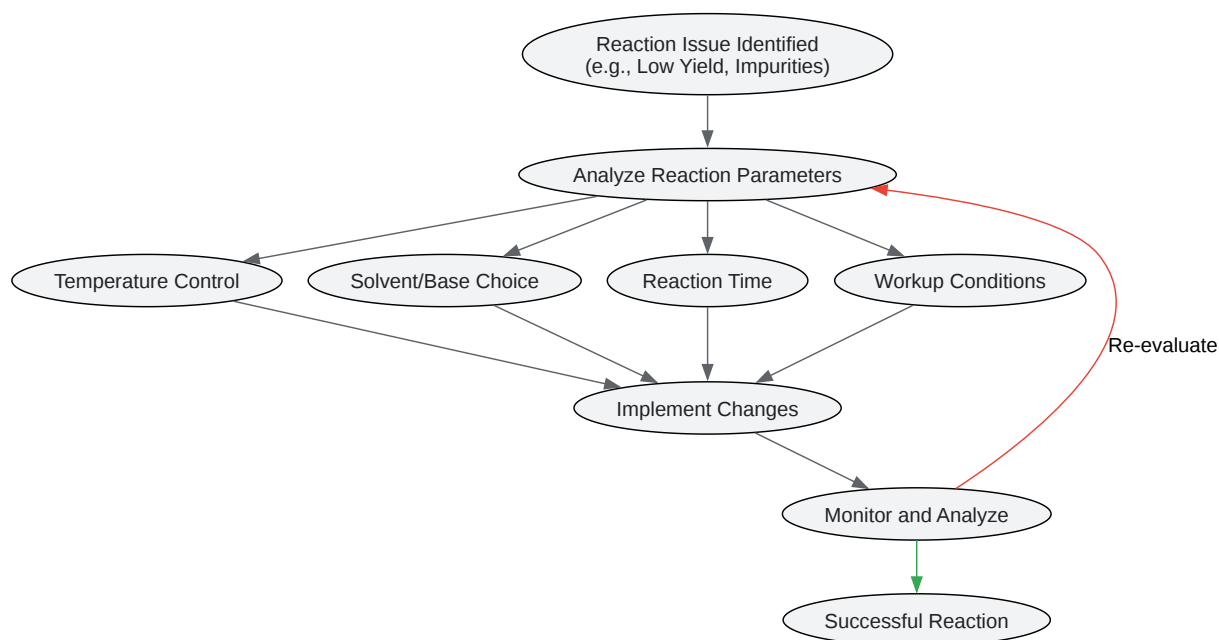 Reaction Issue Identified
(e.g., Low Yield, Impurities)
Analyze Reaction Parameters
Temperature Control
Solvent/Base Choice
Reaction Time
Workup Conditions
Re-evaluate
Implement Changes
Monitor and Analyze
Successful Reaction